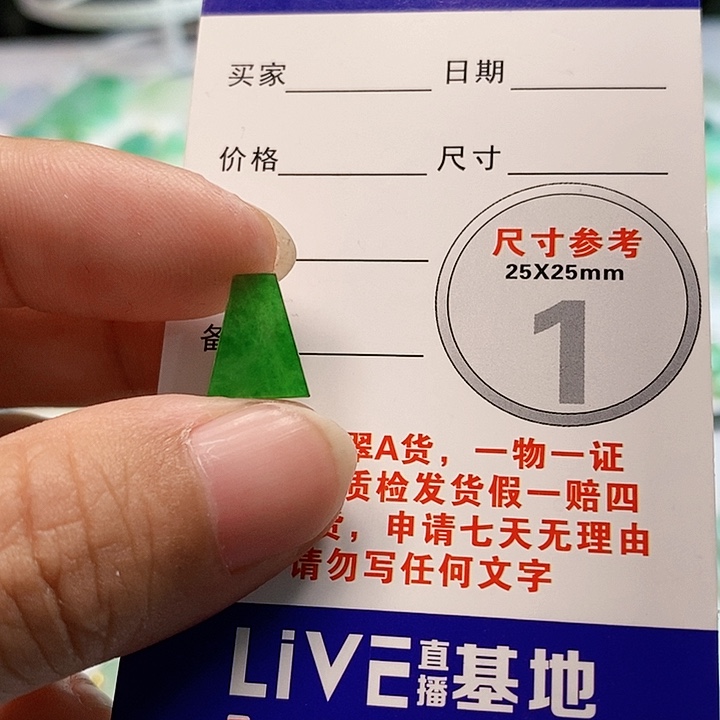 买家 日期
价格 尺寸
尺寸参考
25X25mm
1
备
翠A货，一物一证
质检发货假一赔四
货，申请七天无理由
请勿写任何文字
LiVE直播基地